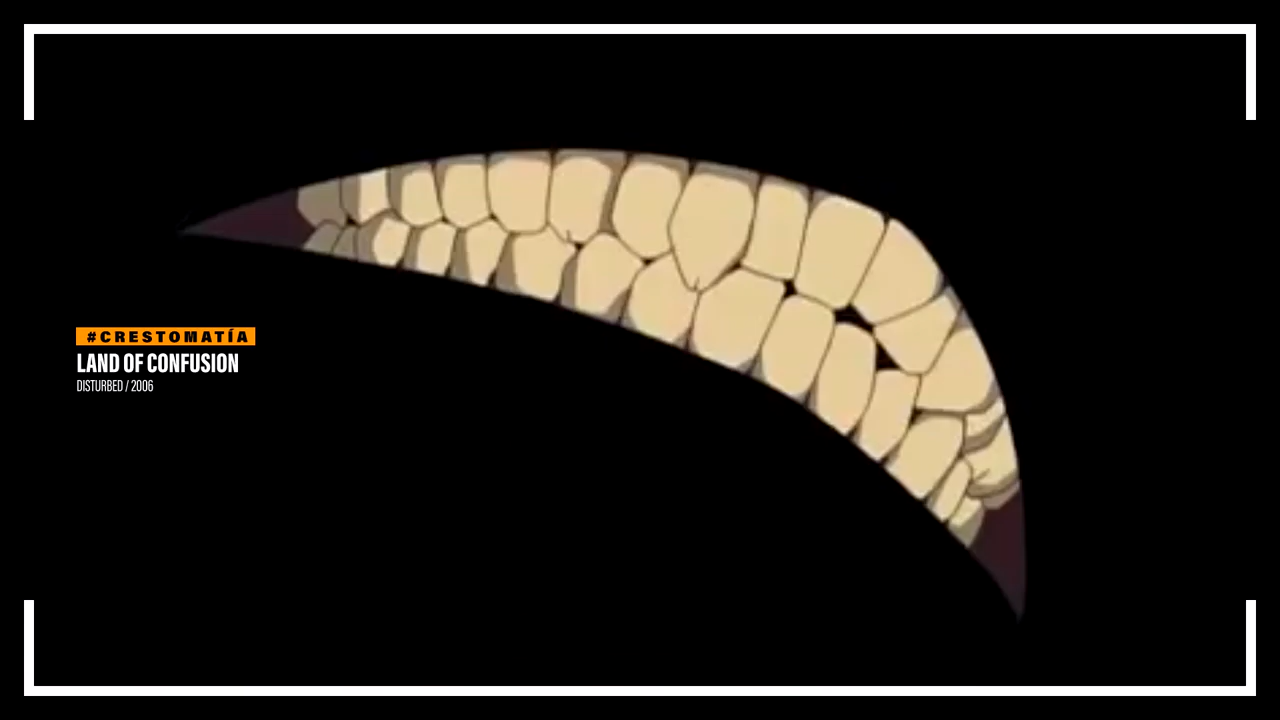 #CRESTOMATÍA
LAND OF CONFUSION
DISTURBED / 2006